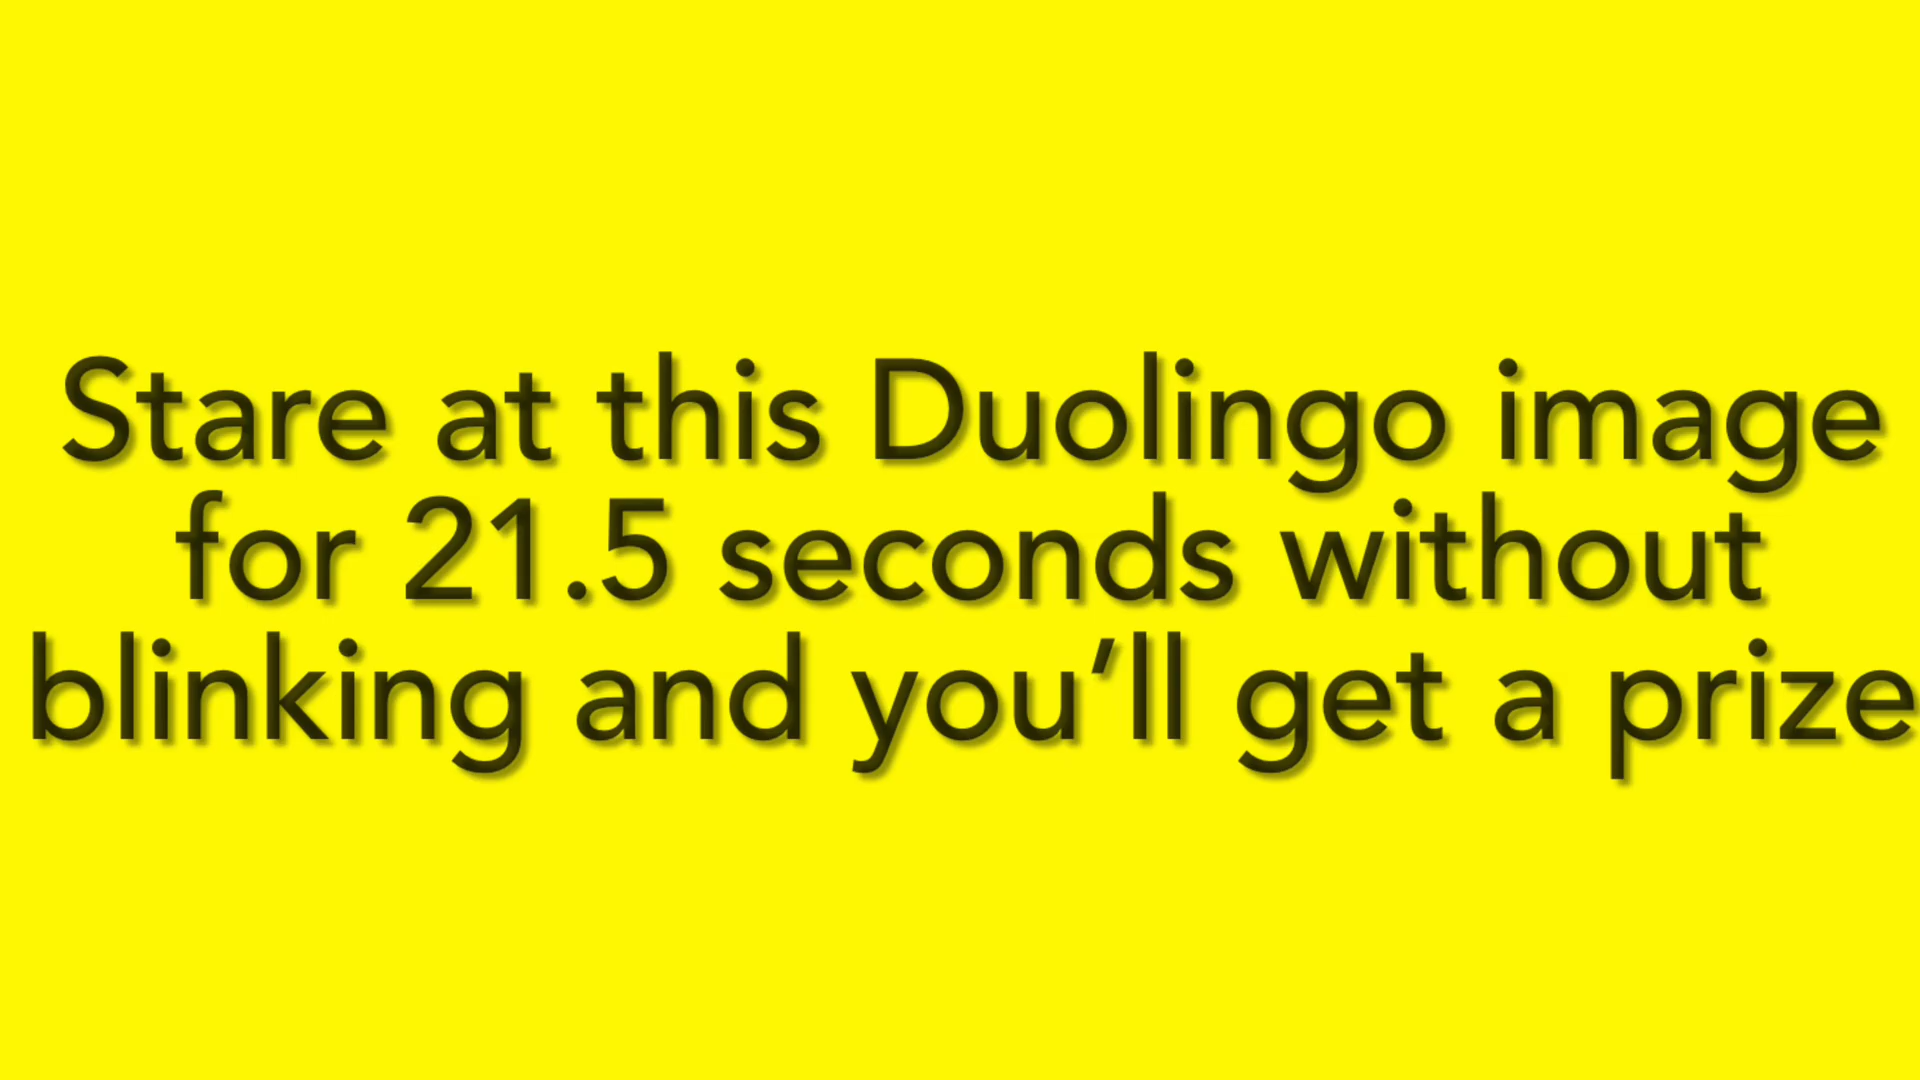 Stare at this Duolingo image
for 21.5 seconds without
blinking and you’ll get a prize